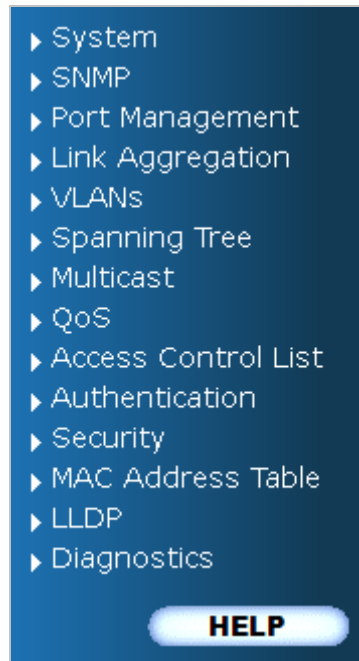 System
SNMP
Port Management
Link Aggregation
VLANs
Spanning Tree
Multicast
QoS
Access Control List
Authentication
Security
MAC Address Table
LLDP
Diagnostics
HELP